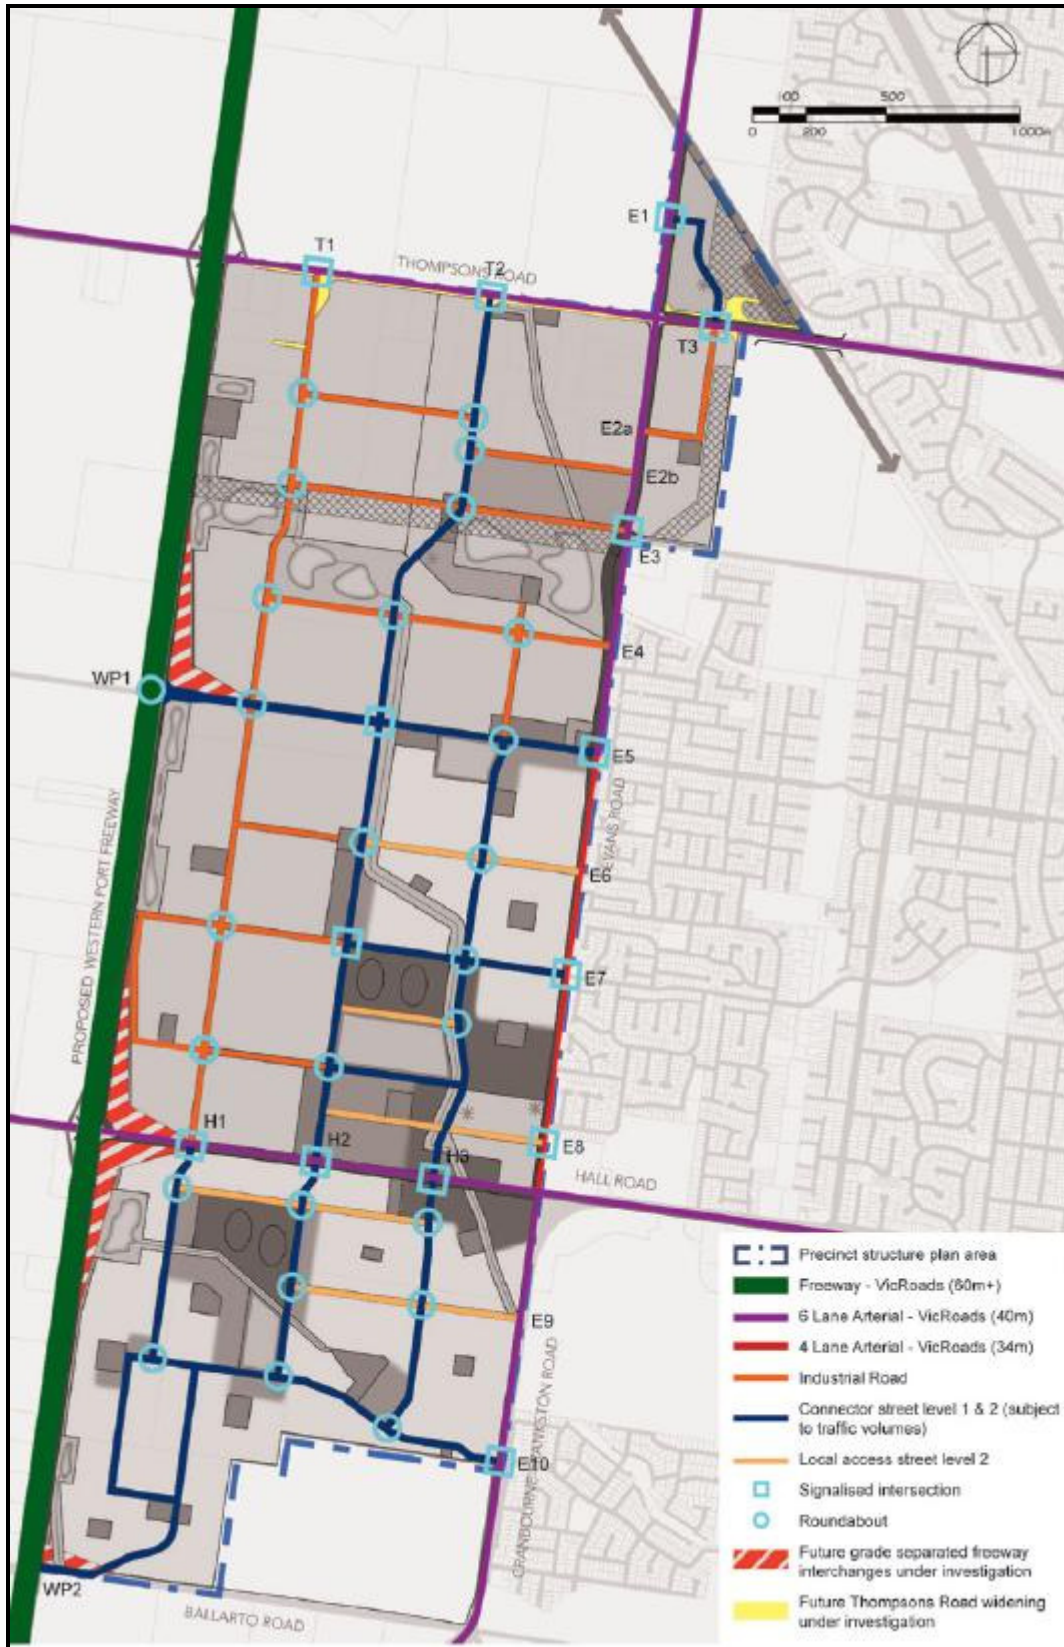 100 500
0 200 1000m
E1
T1
THOMPSONS ROAD
T2
T3
E2a
E2b
E3
E4
WP1
E5
EVANS ROAD
PROPOSED WESTERN PORT FREEWAY
E6
E7
H1
H2
H3
E8
HALL ROAD
E9
CRANBOURNE FRANKSTON ROAD
E10
WP2
BALLARTO ROAD
Precinct structure plan area
Freeway - VicRoads (60m+)
6 Lane Arterial - VicRoads (40m)
4 Lane Arterial - VicRoads (34m)
Industrial Road
Connector street level 1 & 2 (subject
to traffic volumes)
Local access street level 2
Signalised intersection
Roundabout
Future grade separated freeway
interchanges under investigation
Future Thompsons Road widening
under investigation